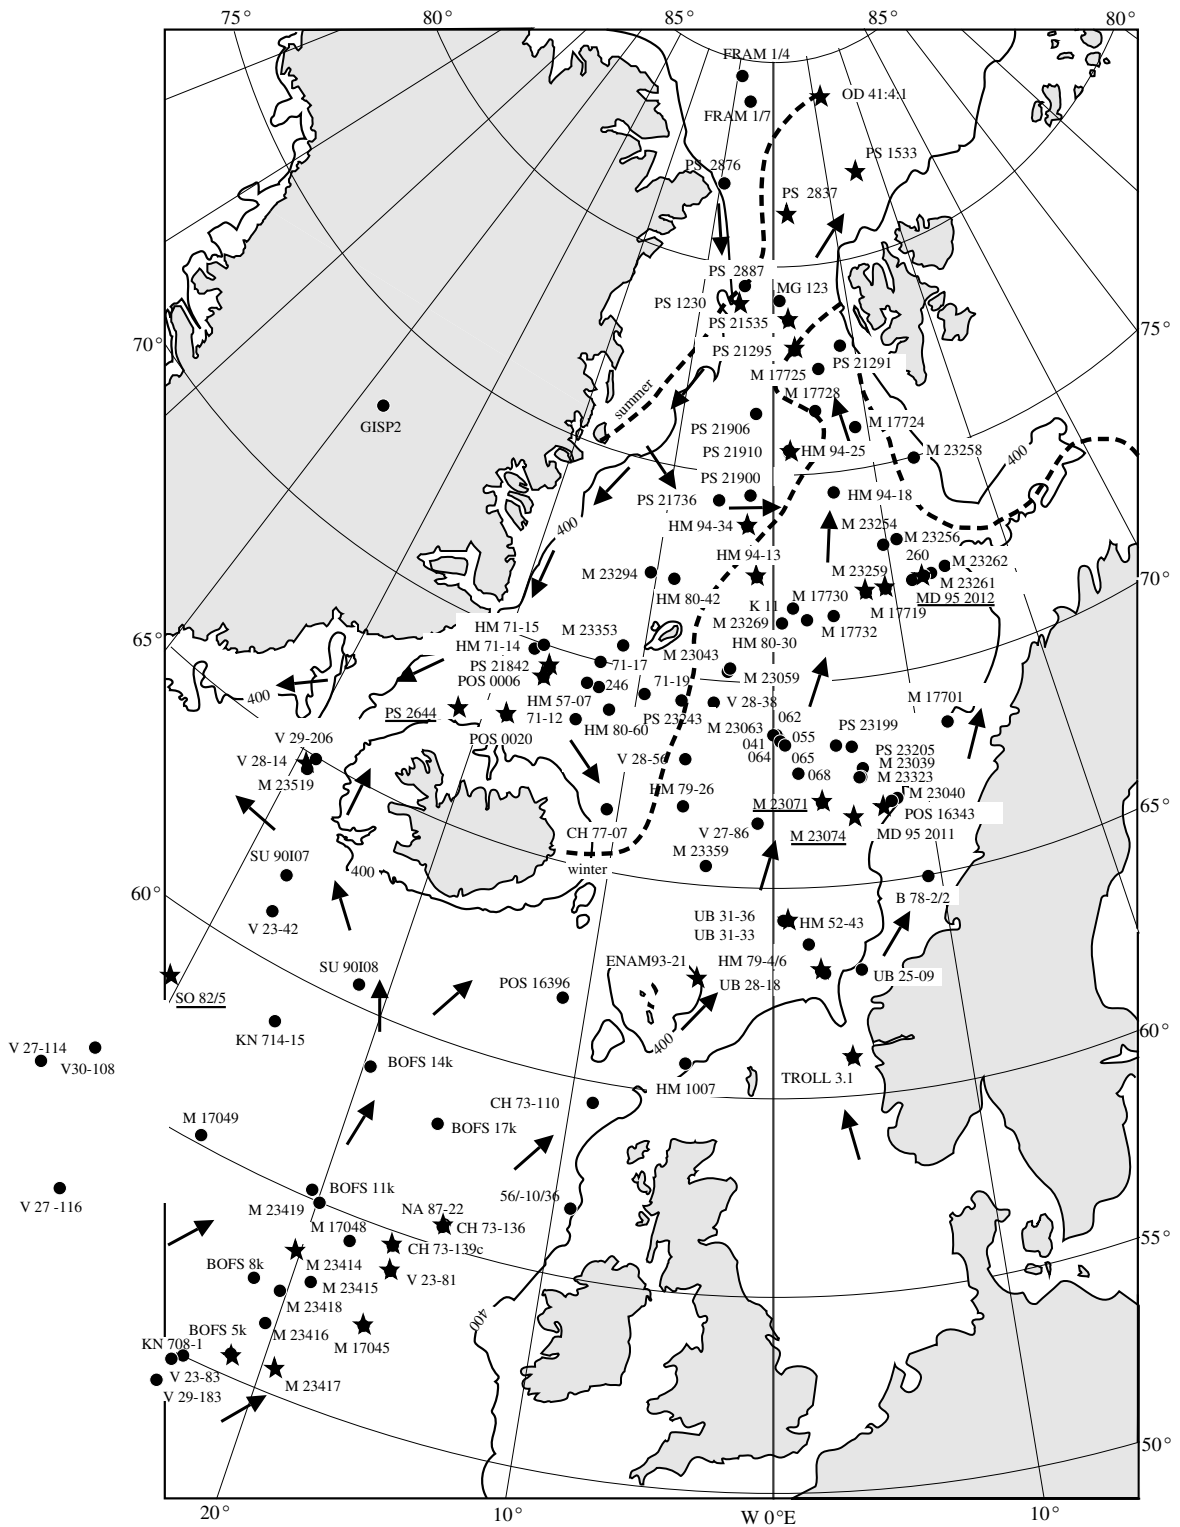 75°
80°
85°
85°
80°
FRAM 1/4
OD 41:4:1
FRAM 1/7
PS 1533
PS 2876
PS 2837
PS 2887
MG 123
PS 1230
PS 21535
75°
70°
PS 21295
PS 21291
M 17725
summer
M 17728
GISP2
PS 21906
M 17724
PS 21910
HM 94-25
M 23258
400
PS 21900
PS 21736
HM 94-18
400
HM 94-34
M 23254
M 23256
HM 94-13
260
M 23262
M 23294
M 23259
M 23261
70°
HM 80-42
M 17730
MD 95 2012
K 11
M 17719
M 23269
M 17732
HM 71-15
M 23353
65°
HM 71-14
HM 80-30
PS 21842
71-17
M 23043
POS 0006
246
71-19
M 23059
400
HM 57-07
V 28-38
M 17701
PS 2644
71-12
PS 23243
062
HM 80-60
M 23063
055
PS 23199
V 29-206
POS 0020
041
PS 23205
V 28-14
V 28-56
064
065
M 23039
M 23519
068
M 23323
HM 79-26
M 23040
M 23071
POS 16343
65°
CH 77-07
V 27-86
M 23074
MD 95 2011
SU 90I07
M 23359
400
winter
60°
B 78-2/2
V 23-42
UB 31-36
HM 52-43
UB 31-33
SU 90I08
ENAM93-21
HM 79-4/6
UB 25-09
POS 16396
UB 28-18
SO 82/5
KN 714-15
60°
V 27-114
400
V30-108
BOFS 14k
TROLL 3.1
HM 1007
CH 73-110
M 17049
BOFS 17k
BOFS 11k
56/-10/36
V 27 -116
M 23419
NA 87-22
M 17048
CH 73-136
55°
CH 73-139c
BOFS 8k
M 23414
V 23-81
M 23415
M 23418
400
BOFS 5k
M 23416
KN 708-1
M 17045
V 23-83
M 23417
V 29-183
50°
20°
10°
W 0°E
10°